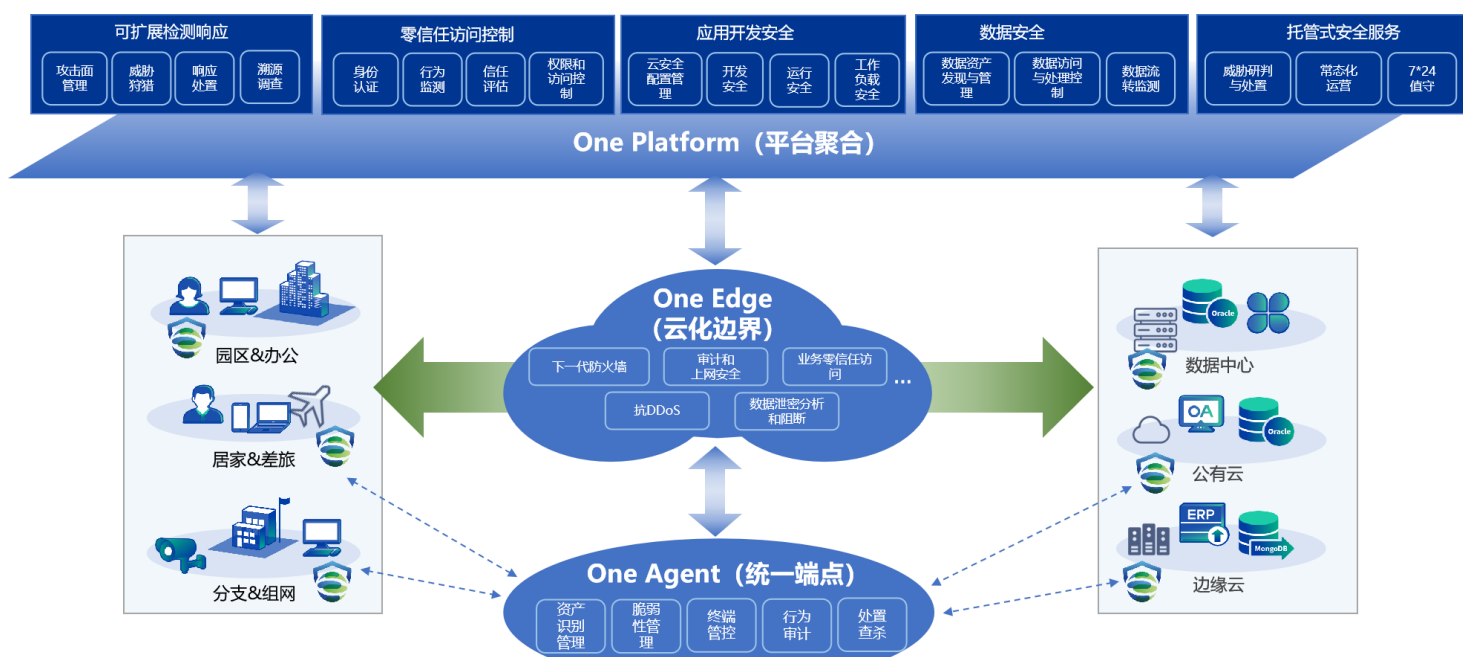 可扩展检测响应
攻击面
管理
威胁
狩猎
响应
处置
溯源
调查
零信任访问控制
身份
认证
行为
监测
信任
评估
权限和
访问控
制
应用开发安全
云安全
配置管
理
开发
安全
运行
安全
工作
负载
安全
数据安全
数据资产
发现与管
理
数据访问
与处理控
制
数据流
转监测
托管式安全服务
威胁研判
与处置
常态化
运营
7*24
值守
One Platform（平台聚合）
园区&办公
居家&差旅
分支&组网
One Edge
（云化边界）
下一代防火墙
审计和
上网安全
业务零信任访
问
...
抗DDoS
数据泄密分析
和阻断
Oracle
数据中心
OA
Oracle
公有云
ERP
MongoDB
边缘云
One Agent（统一端点）
资产
识别
管理
脆弱
性管
理
终端
管控
行为
审计
处置
查杀